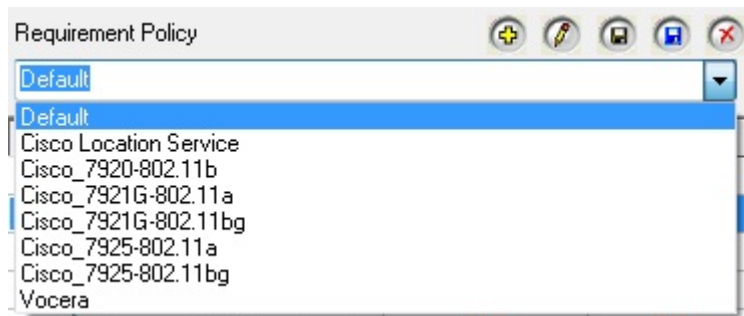 Requirement Policy
Default
Default
Cisco Location Service
Cisco_7920-802.11b
Cisco_7921G-802.11a
Cisco_7921G-802.11bg
Cisco_7925-802.11a
Cisco_7925-802.11bg
Vocera